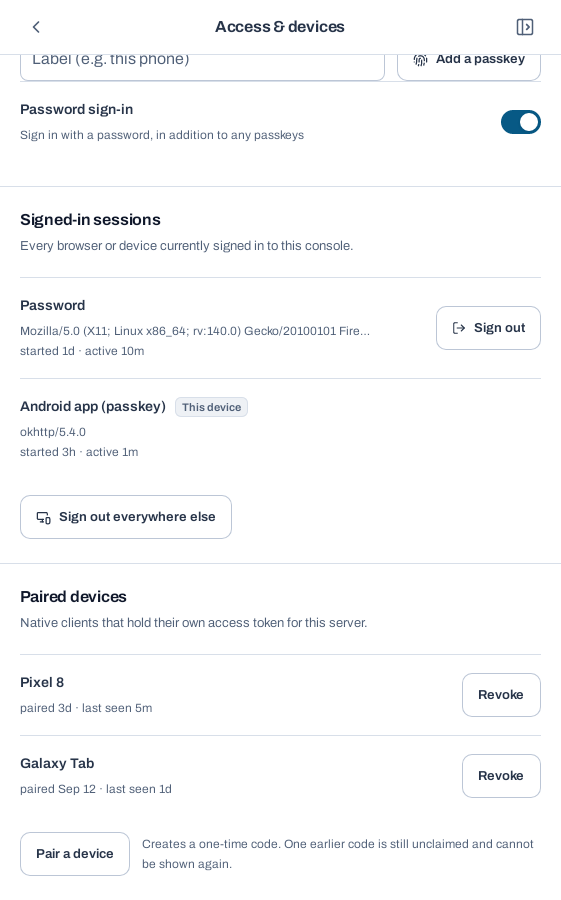 Access & devices
Label (e.g. this phone)
Add a passkey
Password sign-in
Sign in with a password, in addition to any passkeys
Signed-in sessions
Every browser or device currently signed in to this console.
Password
Mozilla/5.0 (X11; Linux x86_64; rv:140.0) Gecko/20100101 Fire...
started 1d · active 10m
Sign out
Android app (passkey)
This device
okhttp/5.4.0
started 3h · active 1m
Sign out everywhere else
Paired devices
Native clients that hold their own access token for this server.
Pixel 8
paired 3d · last seen 5m
Revoke
Galaxy Tab
paired Sep 12 · last seen 1d
Revoke
Pair a device
Creates a one-time code. One earlier code is still unclaimed and cannot
be shown again.